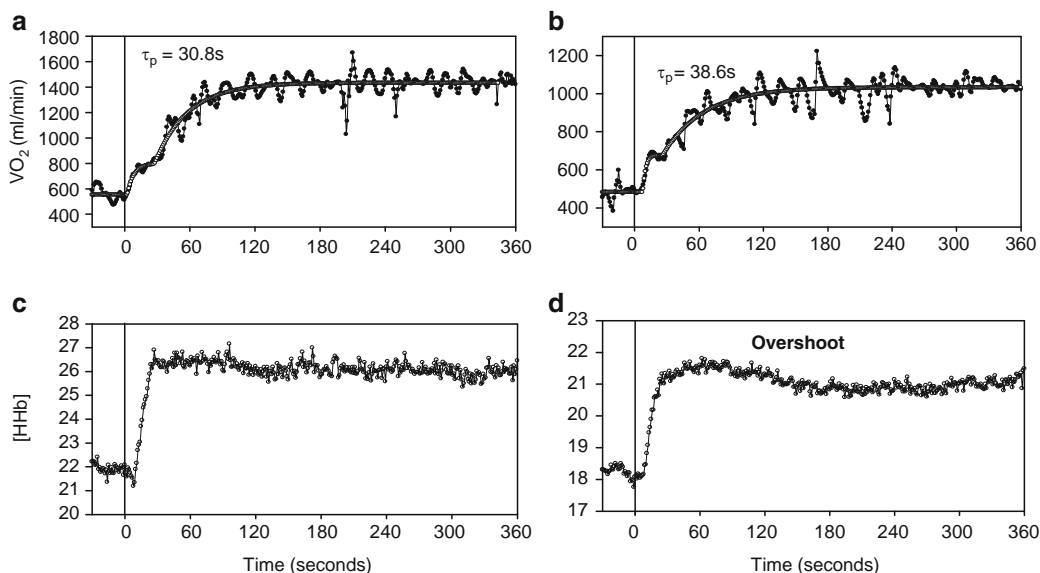 a
VO₂ (ml/min)
1800
1600
1400
1200
1000
800
600
400
τp = 30.8s
0 60 120 180 240 300 360
b
1200
1000
800
600
400
τp = 38.6s
0 60 120 180 240 300 360
c
[HHb]
28
27
26
25
24
23
22
21
20
0 60 120 180 240 300 360
Time (seconds)
d
23
22
21
20
19
18
17
Overshoot
0 60 120 180 240 300 360
Time (seconds)